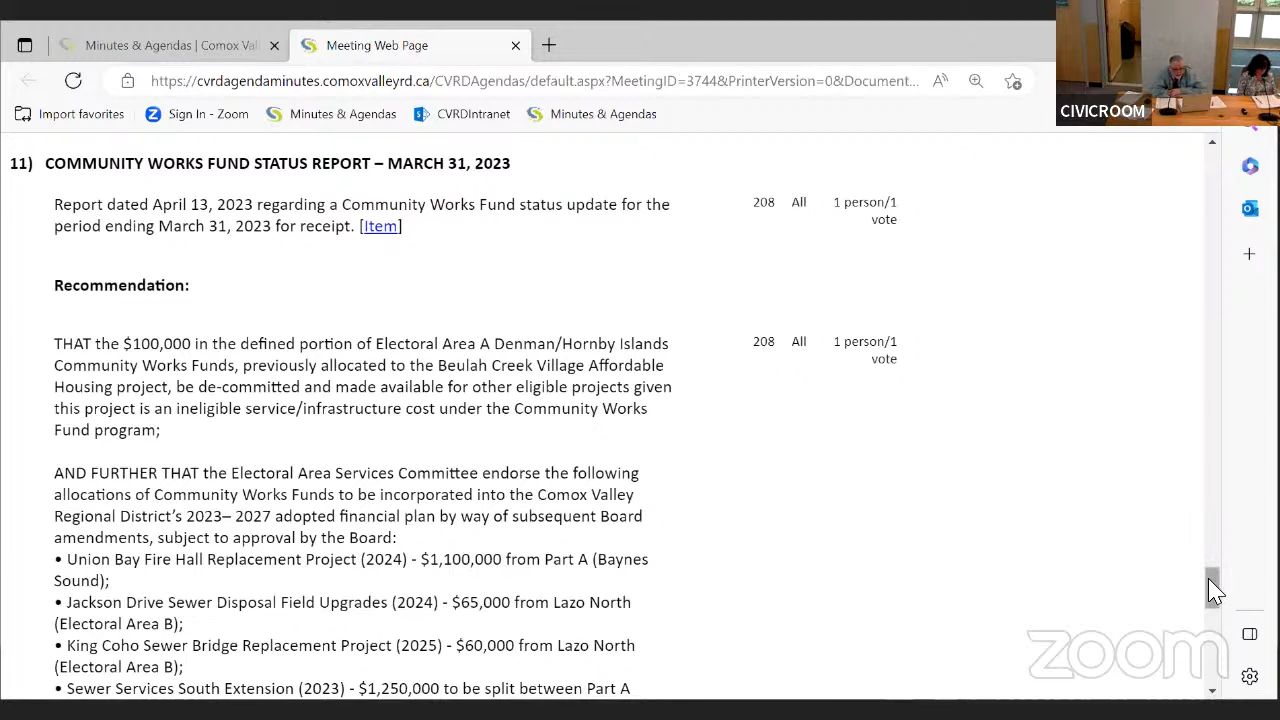 Minutes & Agendas | Comox Vall
Meeting Web Page
https://cvrdagendaminutes.comoxvalleyrd.ca/CVRDAgendas/default.aspx?MeetingID=3744&PrinterVersion=0&Document...
Import favorites
Sign In - Zoom
Minutes & Agendas
CVRDIntranet
Minutes & Agendas
CIVICROOM
11) COMMUNITY WORKS FUND STATUS REPORT – MARCH 31, 2023
Report dated April 13, 2023 regarding a Community Works Fund status update for the
period ending March 31, 2023 for receipt. [Item]
208 All 1 person/1
vote
Recommendation:
THAT the $100,000 in the defined portion of Electoral Area A Denman/Hornby Islands
Community Works Funds, previously allocated to the Beulah Creek Village Affordable
Housing project, be de-committed and made available for other eligible projects given
this project is an ineligible service/infrastructure cost under the Community Works
Fund program;
208 All 1 person/1
vote
AND FURTHER THAT the Electoral Area Services Committee endorse the following
allocations of Community Works Funds to be incorporated into the Comox Valley
Regional District's 2023– 2027 adopted financial plan by way of subsequent Board
amendments, subject to approval by the Board:
• Union Bay Fire Hall Replacement Project (2024) - $1,100,000 from Part A (Baynes
Sound);
• Jackson Drive Sewer Disposal Field Upgrades (2024) - $65,000 from Lazo North
(Electoral Area B);
• King Coho Sewer Bridge Replacement Project (2025) - $60,000 from Lazo North
(Electoral Area B);
• Sewer Services South Extension (2023) - $1,250,000 to be split between Part A
zoom